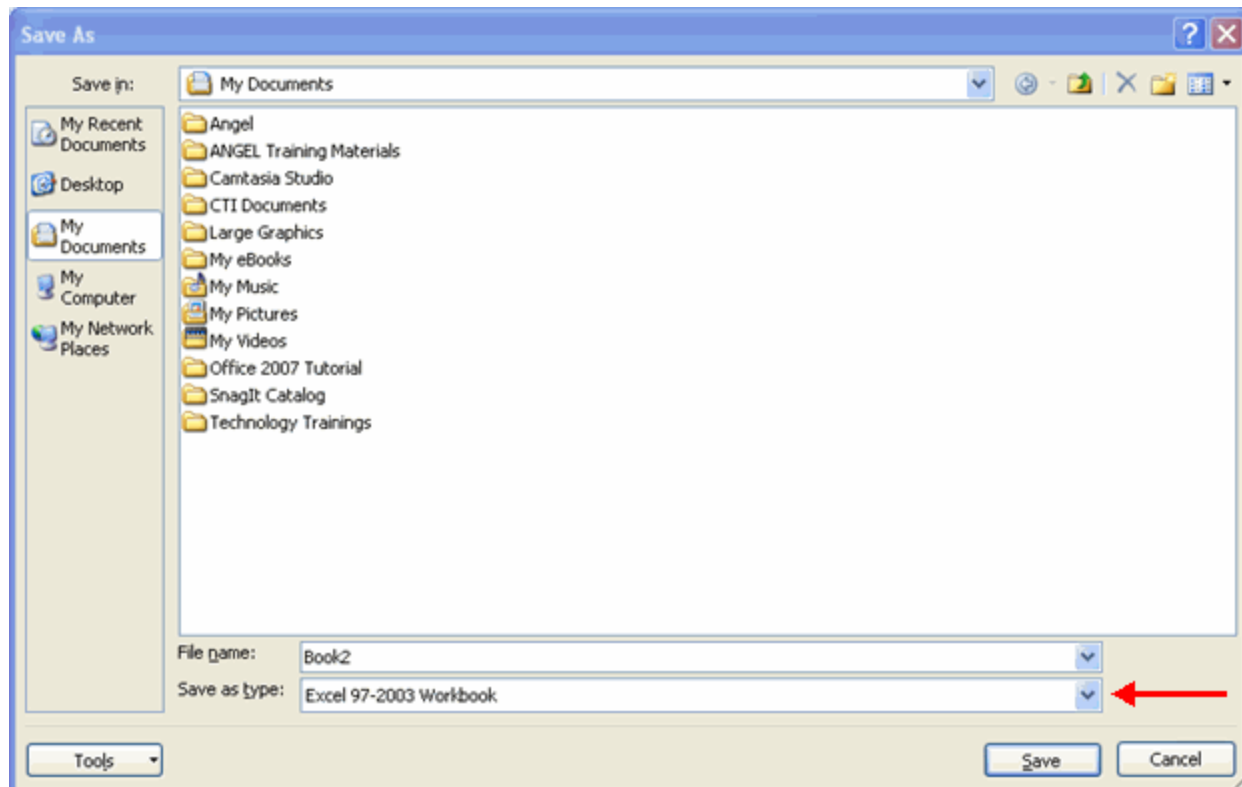 Save As
Save in:
My Documents
My Recent
Documents
Desktop
My
Documents
My
Computer
My Network
Places
Angel
ANGEL Training Materials
Camtasia Studio
CTI Documents
Large Graphics
My eBooks
My Music
My Pictures
My Videos
Office 2007 Tutorial
SnagIt Catalog
Technology Trainings
File name:
Book2
Save as type:
Excel 97-2003 Workbook
Tools
Save
Cancel